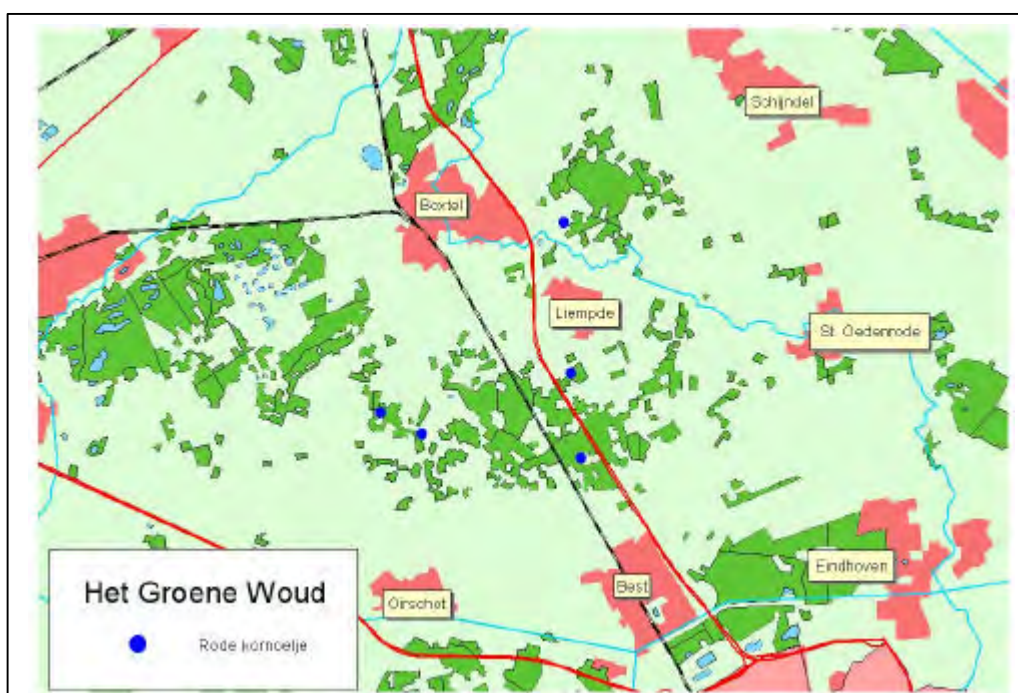 Schijndel
Boxtel
Liempde
St. Oedenrode
Eindhoven
Best
Oirschot
Het Groene Woud
Rode kornoelje